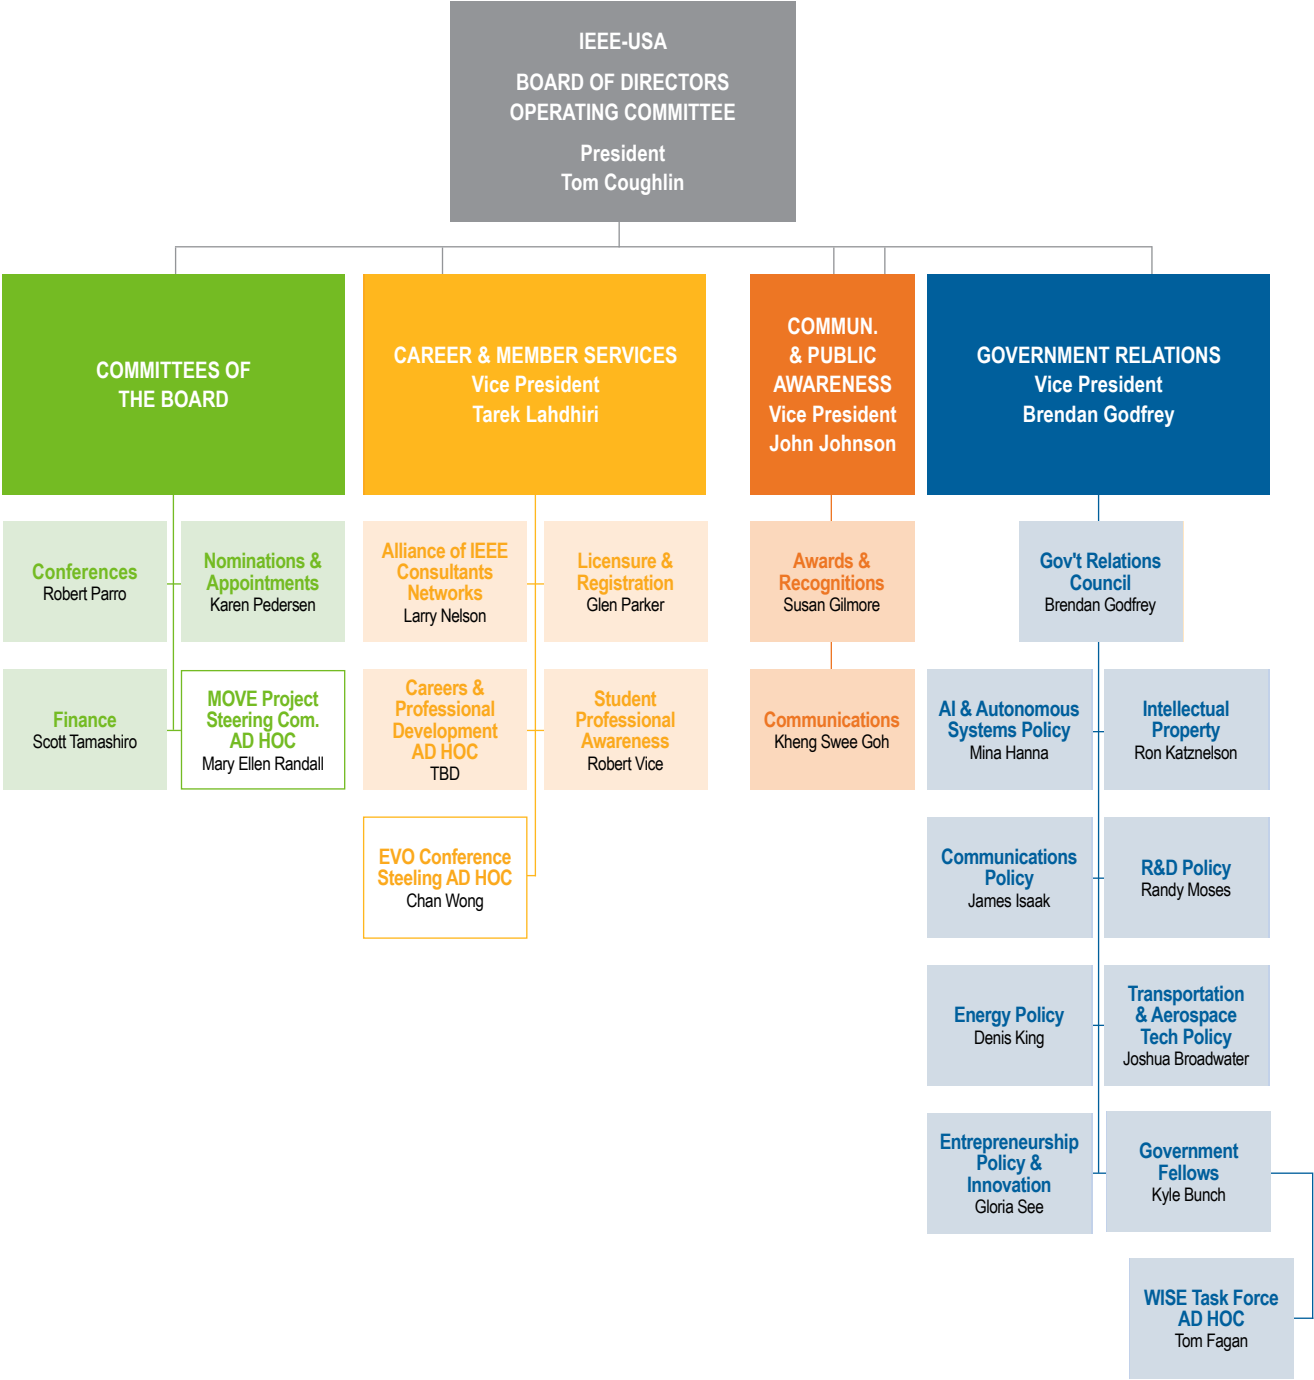 IEEE-USA
BOARD OF DIRECTORS
OPERATING COMMITTEE
President
Tom Coughlin
COMMITTEES OF
THE BOARD
CAREER & MEMBER SERVICES
Vice President
Tarek Lahdhiri
COMMUN.
& PUBLIC
AWARENESS
Vice President
John Johnson
GOVERNMENT RELATIONS
Vice President
Brendan Godfrey
Conferences
Robert Parro
Nominations &
Appointments
Karen Pedersen
Finance
Scott Tamashiro
MOVE Project
Steering Com.
AD HOC
Mary Ellen Randall
Alliance of IEEE
Consultants
Networks
Larry Nelson
Licensure &
Registration
Glen Parker
Careers &
Professional
Development
AD HOC
TBD
Student
Professional
Awareness
Robert Vice
EVO Conference
Steeling AD HOC
Chan Wong
Awards &
Recognitions
Susan Gilmore
Communications
Kheng Swee Goh
Gov't Relations
Council
Brendan Godfrey
AI & Autonomous
Systems Policy
Mina Hanna
Intellectual
Property
Ron Katznelson
Communications
Policy
James Isaak
R&D Policy
Randy Moses
Energy Policy
Denis King
Transportation
& Aerospace
Tech Policy
Joshua Broadwater
Entrepreneurship
Policy &
Innovation
Gloria See
Government
Fellows
Kyle Bunch
WISE Task Force
AD HOC
Tom Fagan